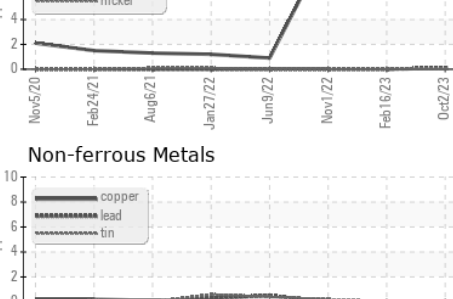 nickel
4
2
0
Nov5/20
Feb24/21
Aug6/21
Jan27/22
Jun9/22
Nov1/22
Feb16/23
Oct2/23
Non-ferrous Metals
10
8
6
4
2
copper
lead
tin